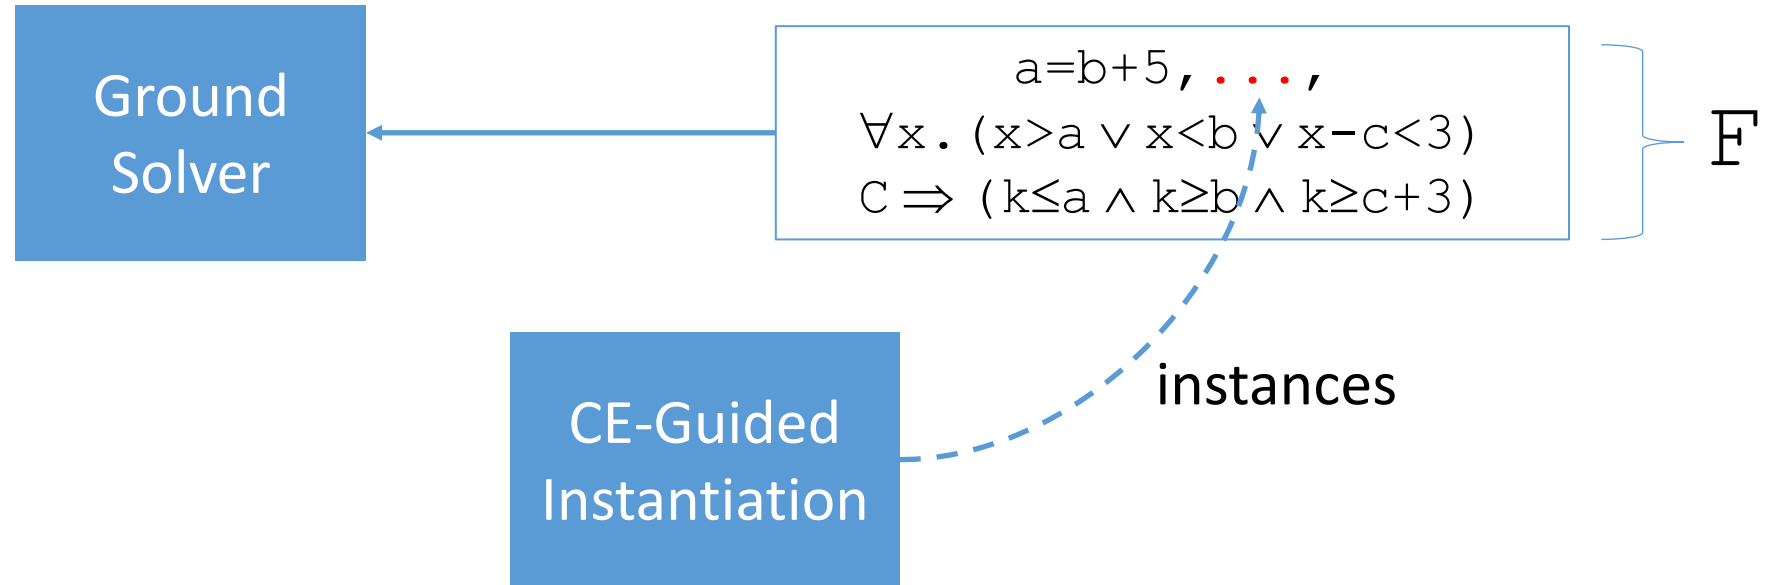 Ground
Solver
a=b+5,...,
∀x.(x>a ∨ x<b ∨ x-c<3)
C ⇒ (k≤a ∧ k≥b ∧ k≥c+3)
F
instances
CE-Guided
Instantiation